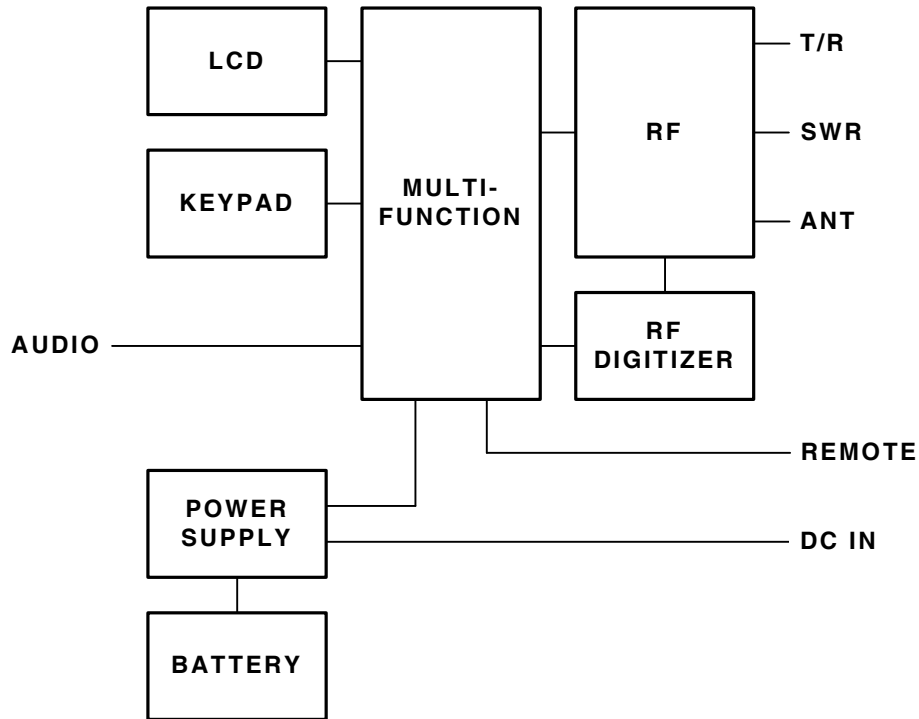 LCD
KEYPAD
MULTI-
FUNCTION
RF
T/R
SWR
ANT
AUDIO
RF
DIGITIZER
REMOTE
POWER
SUPPLY
DC IN
BATTERY